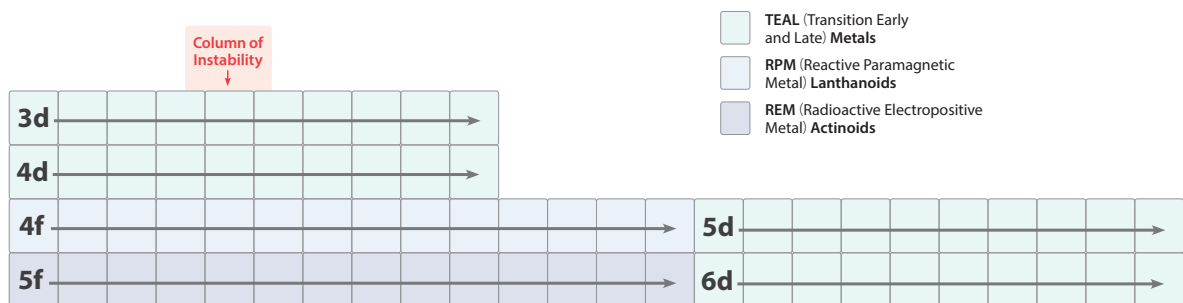 Column of
Instability
TEAL (Transition Early
and Late) Metals
RPM (Reactive Paramagnetic
Metal) Lanthanoids
REM (Radioactive Electropositive
Metal) Actinoids
3d
4d
4f
5d
5f
6d